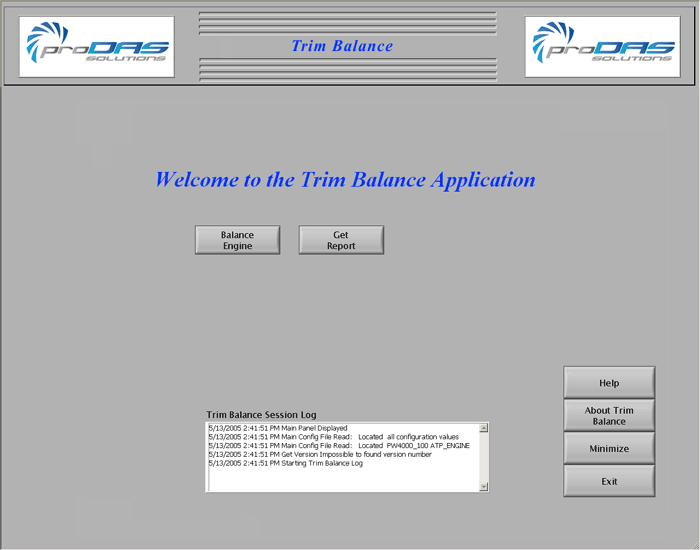 proDAS
SOLUTIONS
Trim Balance
proDAS
SOLUTIONS
Welcome to the Trim Balance Application
Balance
Engine
Get
Report
Help
About Trim
Balance
Minimize
Exit
Trim Balance Session Log
5/13/2005 2:41:51 PM Main Panel Displayed
5/13/2005 2:41:51 PM Main Config File Read: Located all configuration values
5/13/2005 2:41:51 PM Main Config File Read: Located PW4000_100 ATP_ENGINE
5/13/2005 2:41:51 PM Get Version Impossible to found version number
5/13/2005 2:41:51 PM Starting Trim Balance Log